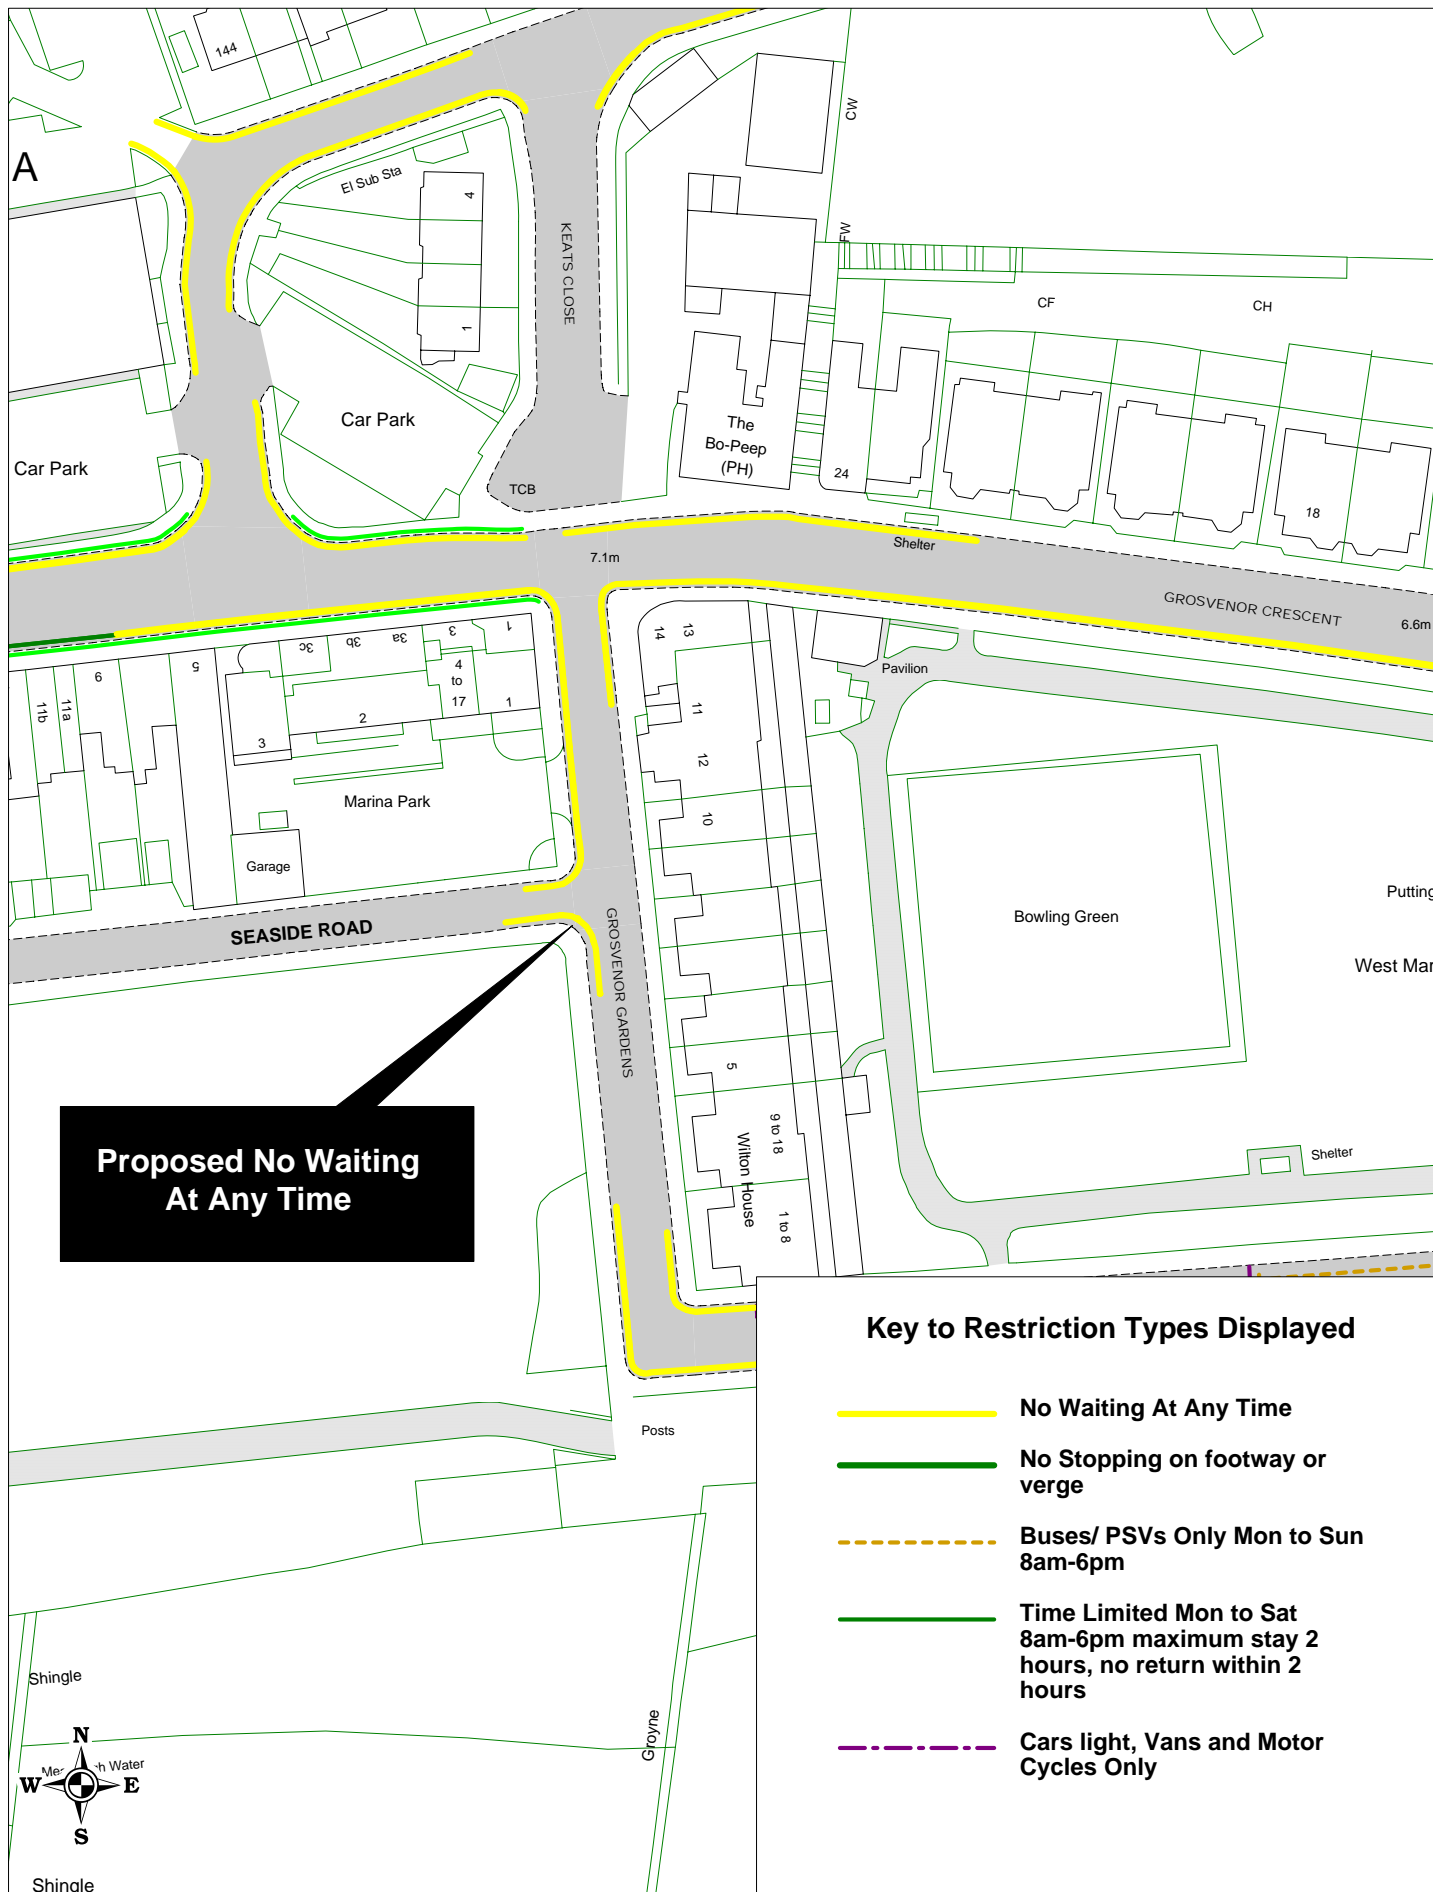 144
A
El Sub Sta
4
1
KEATS CLOSE
CW
FW
CF
CH
Car Park
Car Park
The
Bo-Peep
(PH)
24
18
TCB
7.1m
Shelter
GROSVENOR CRESCENT
6.6m
11b
11a
9
5
3c
3b
3a
3
1
4
to
17
1
2
3
14
13
11
12
10
Pavilion
Marina Park
Garage
SEASIDE ROAD
GROSVENOR GARDENS
Bowling Green
Putting
West Mar
5
9 to 18
Wilton House
1 to 8
Shelter
Proposed No Waiting
At Any Time
Posts
Shingle
Groyne
Water
N
W
E
S
Shingle
Key to Restriction Types Displayed
No Waiting At Any Time
No Stopping on footway or
verge
Buses/ PSVs Only Mon to Sun
8am-6pm
Time Limited Mon to Sat
8am-6pm maximum stay 2
hours, no return within 2
hours
Cars light, Vans and Motor
Cycles Only